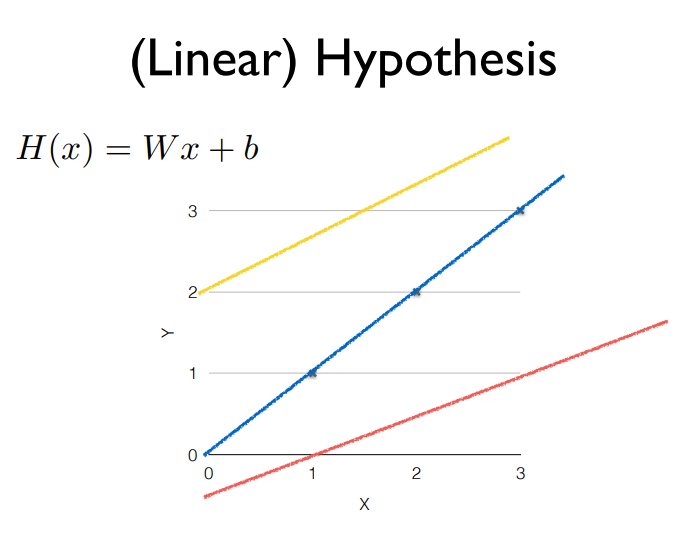 (Linear) Hypothesis
H(x) = Wx + b
3
2
1
0
Y
0 1 2 3
X